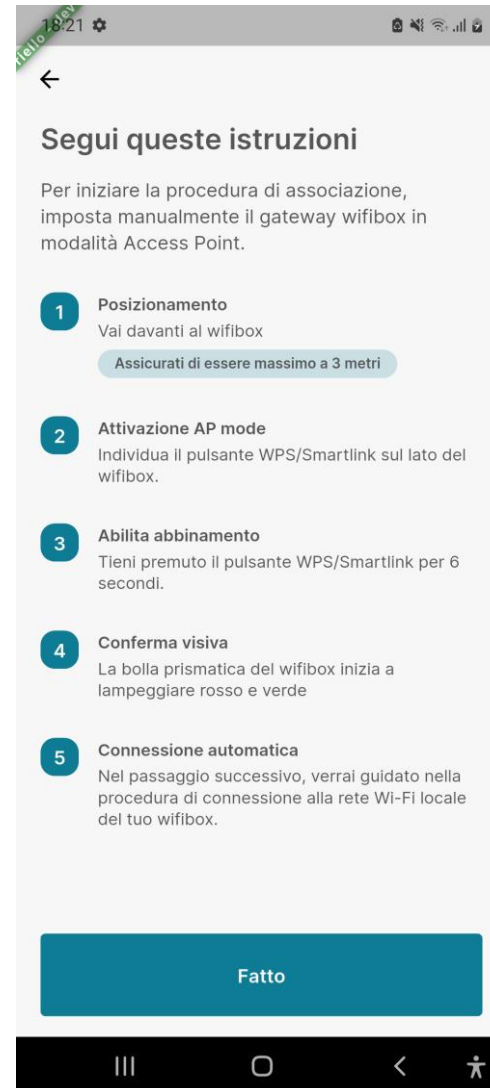 18:21
riello dev
Segui queste istruzioni
Per iniziare la procedura di associazione,
imposta manualmente il gateway wifibox in
modalità Access Point.
1
Posizionamento
Vai davanti al wifibox
Assicurati di essere massimo a 3 metri
2
Attivazione AP mode
Individua il pulsante WPS/Smartlink sul lato del
wifibox.
3
Abilita abbinamento
Tieni premuto il pulsante WPS/Smartlink per 6
secondi.
4
Conferma visiva
La bolla prismatica del wifibox inizia a
lampeggiare rosso e verde
5
Connessione automatica
Nel passaggio successivo, verrai guidato nella
procedura di connessione alla rete Wi-Fi locale
del tuo wifibox.
Fatto